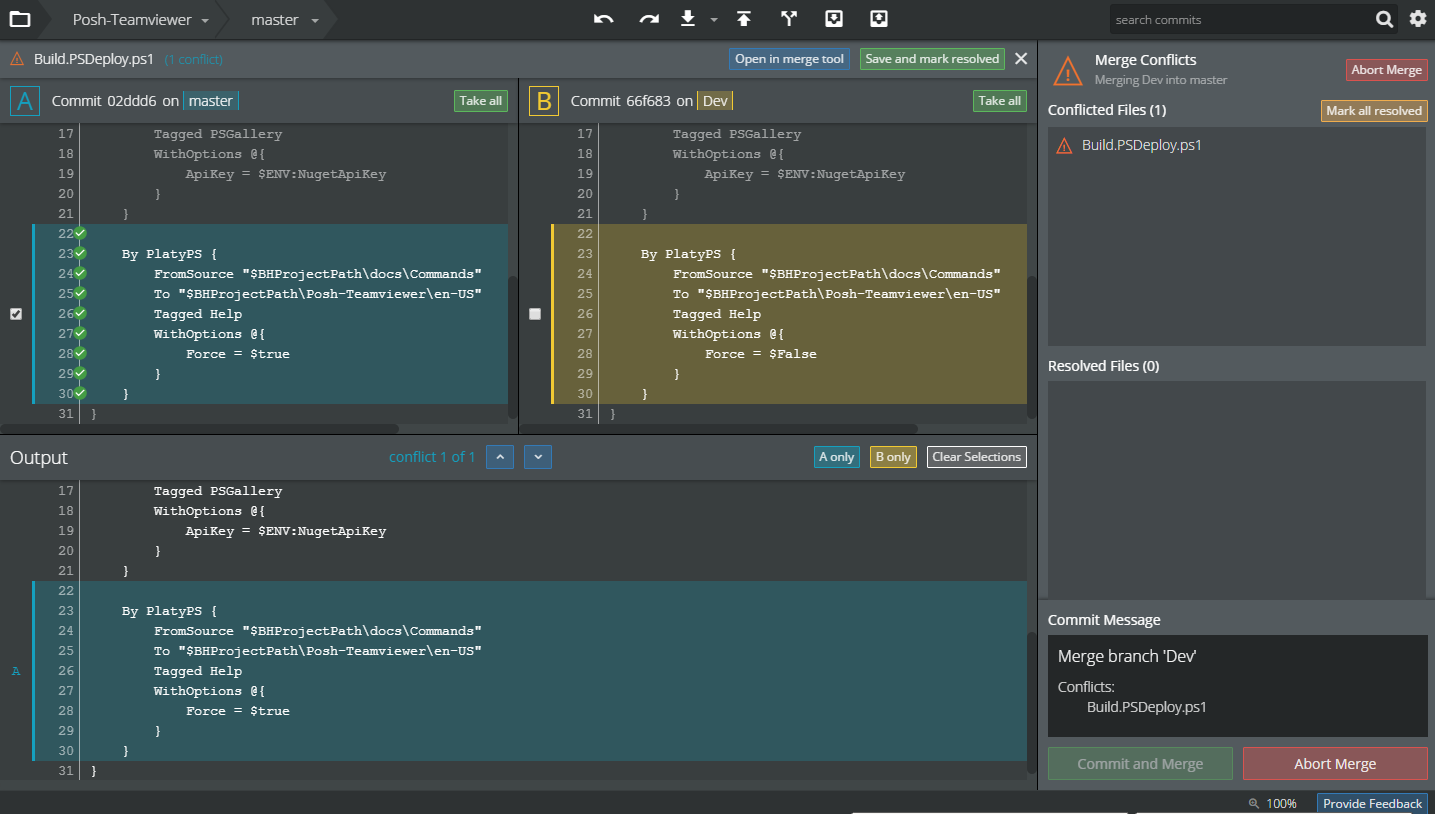 Posh-Teamviewer master search commits
Build.PSDeploy.ps1 (1 conflict) Open in merge tool Save and mark resolved
A Commit 02ddd6 on master Take all
17 Tagged PSGallery
18 WithOptions @{
19 ApiKey = $ENV:NugetApiKey
20 }
21 }
22
23 By PlatyPS {
24 FromSource "$BHProjectPath\docs\Commands"
25 To "$BHProjectPath\Posh-Teamviewer\en-US"
26 Tagged Help
27 WithOptions @{
28 Force = $true
29 }
30 }
31 }
B Commit 66f683 on Dev Take all
17 Tagged PSGallery
18 WithOptions @{
19 ApiKey = $ENV:NugetApiKey
20 }
21 }
22
23 By PlatyPS {
24 FromSource "$BHProjectPath\docs\Commands"
25 To "$BHProjectPath\Posh-Teamviewer\en-US"
26 Tagged Help
27 WithOptions @{
28 Force = $False
29 }
30 }
31 }
Output conflict 1 of 1 A only B only Clear Selections
17 Tagged PSGallery
18 WithOptions @{
19 ApiKey = $ENV:NugetApiKey
20 }
21 }
22
23 By PlatyPS {
24 FromSource "$BHProjectPath\docs\Commands"
25 To "$BHProjectPath\Posh-Teamviewer\en-US"
A 26 Tagged Help
27 WithOptions @{
28 Force = $true
29 }
30 }
31 }
Merge Conflicts
Merging Dev into master
Abort Merge
Conflicted Files (1) Mark all resolved
Build.PSDeploy.ps1
Resolved Files (0)
Commit Message
Merge branch 'Dev'
Conflicts:
Build.PSDeploy.ps1
Commit and Merge Abort Merge
100% Provide Feedback